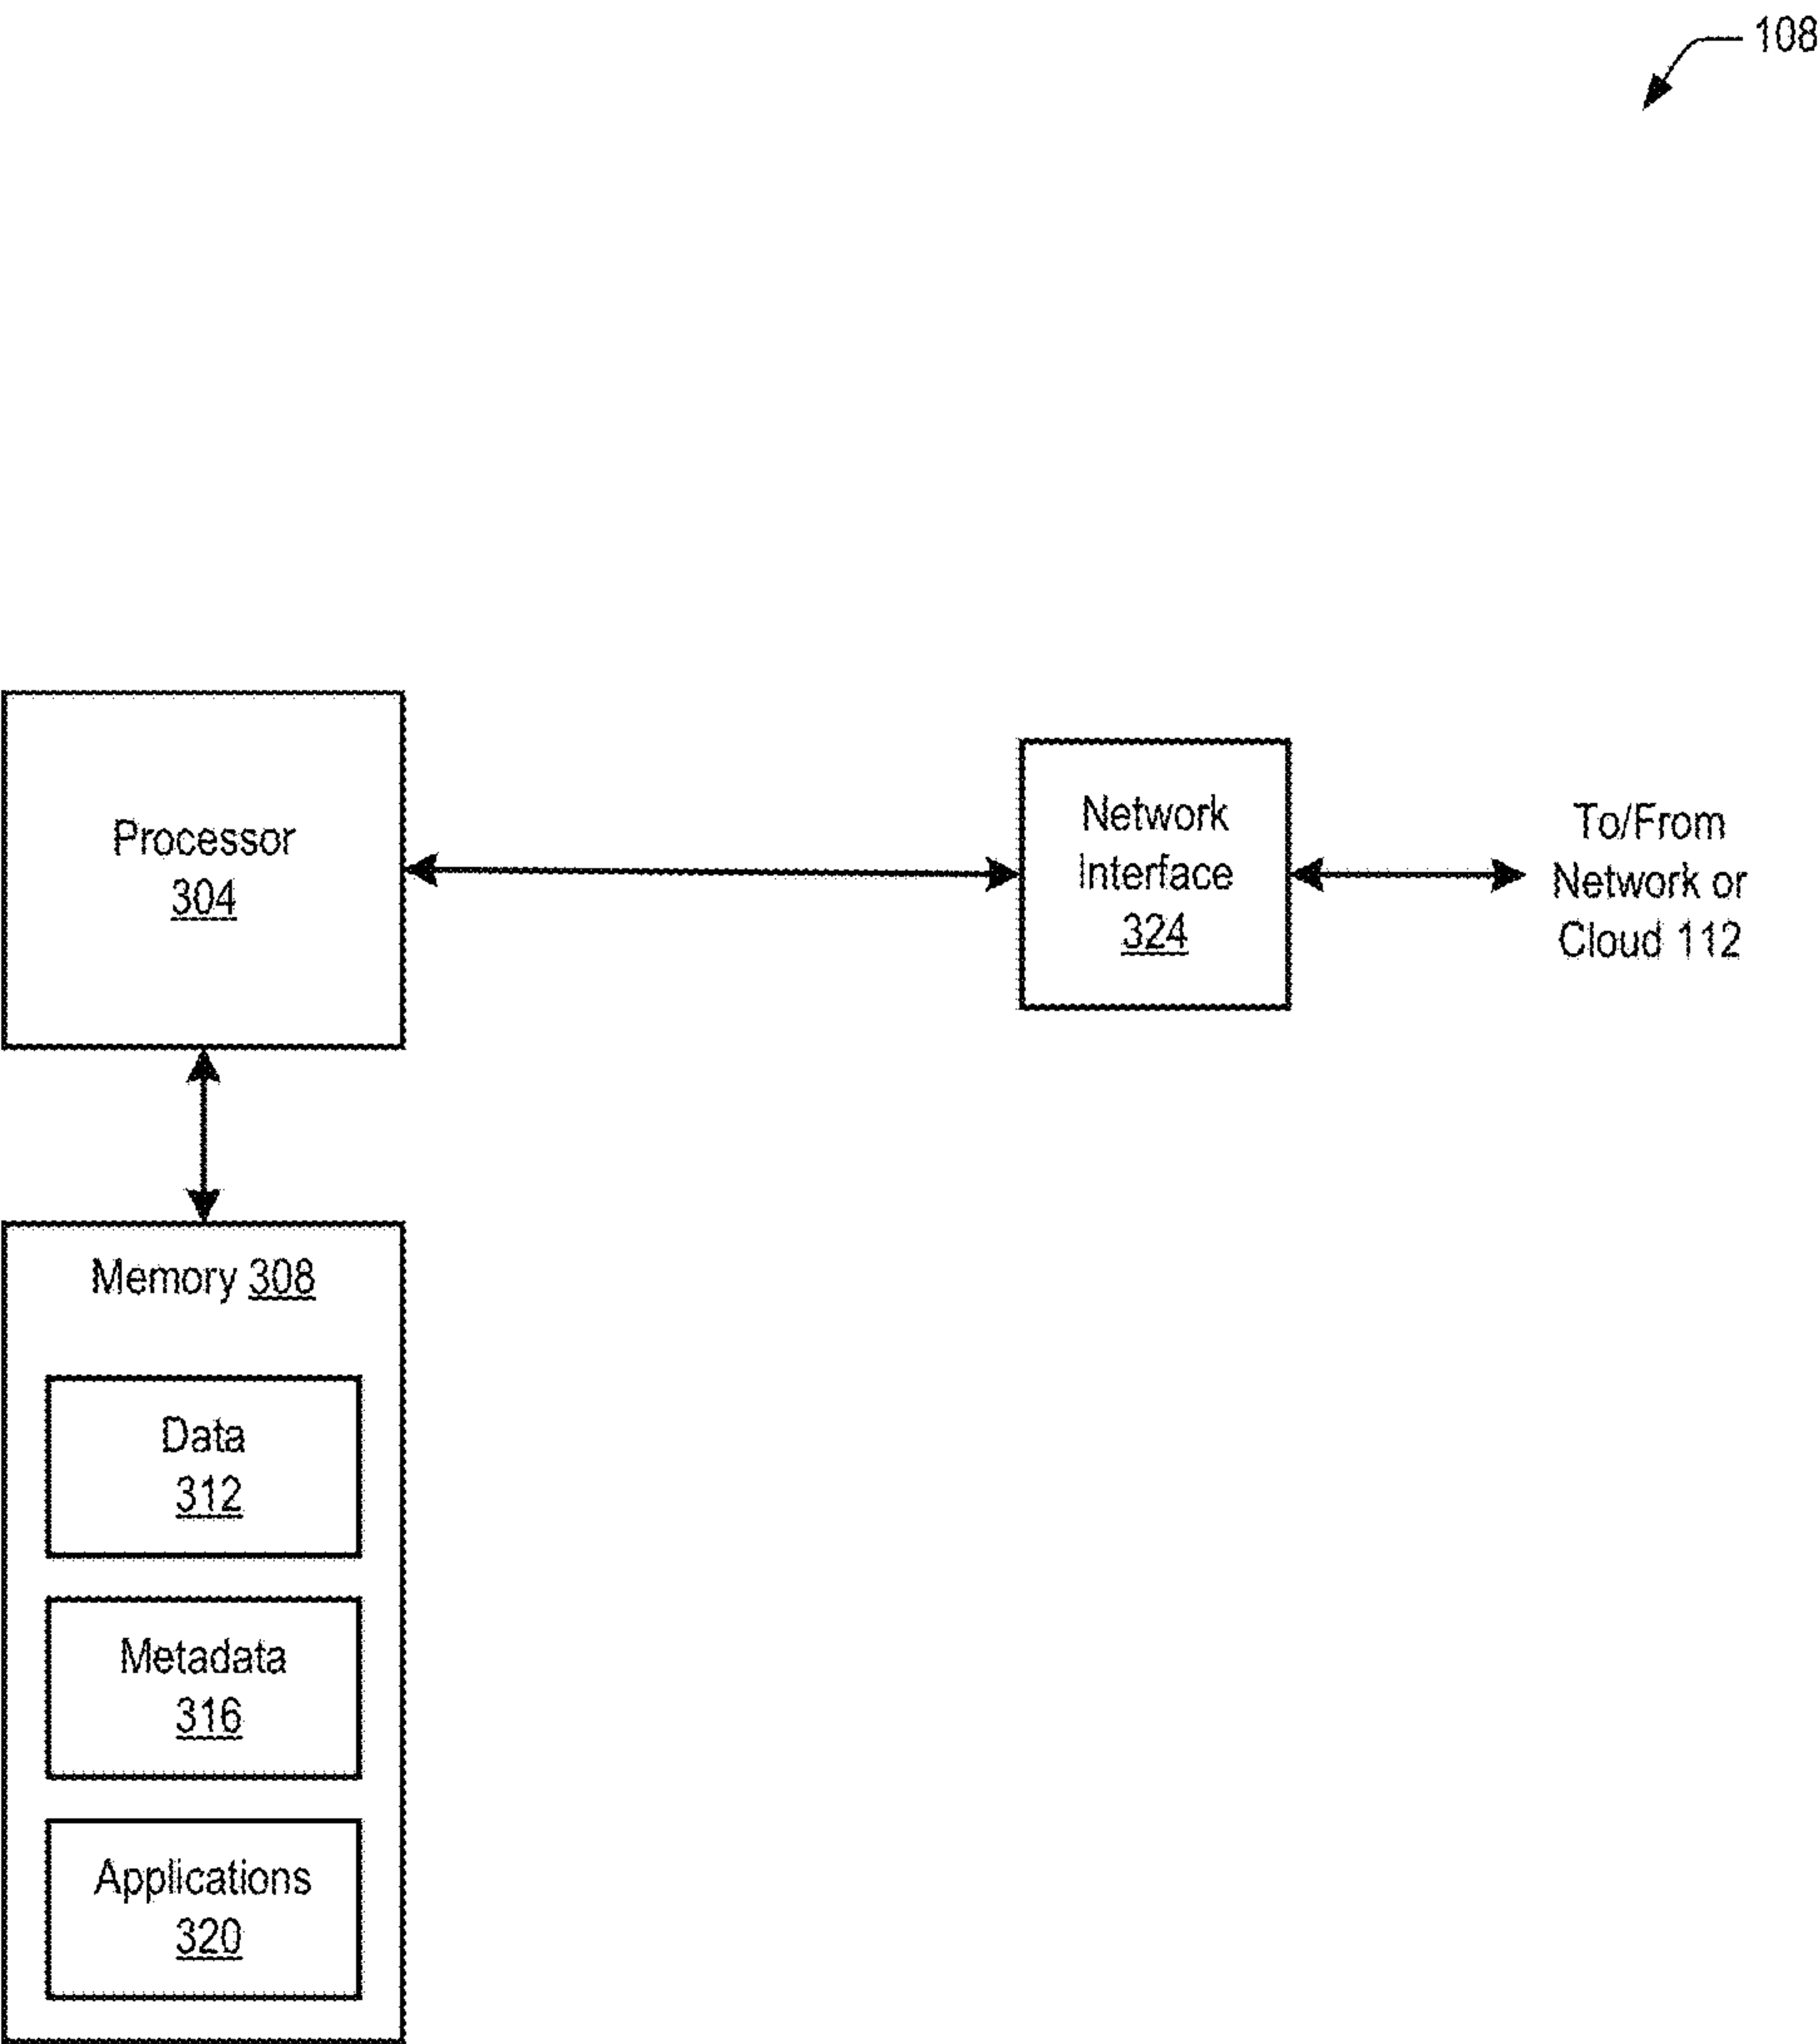 108
Processor
304
Network
Interface
324
To/From
Network or
Cloud 112
Memory 308
Data
312
Metadata
316
Applications
320